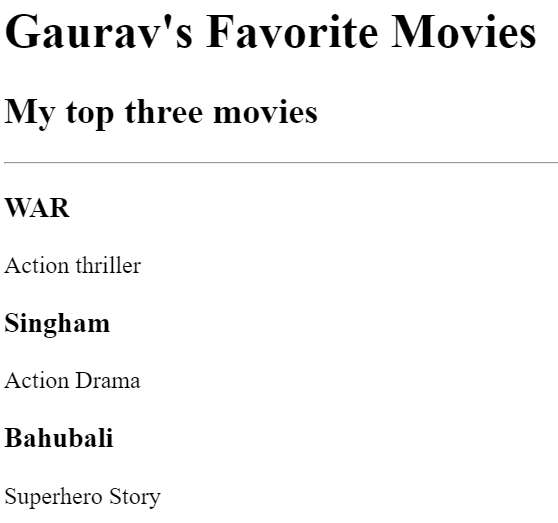 Gaurav's Favorite Movies
My top three movies
WAR
Action thriller
Singham
Action Drama
Bahubali
Superhero Story